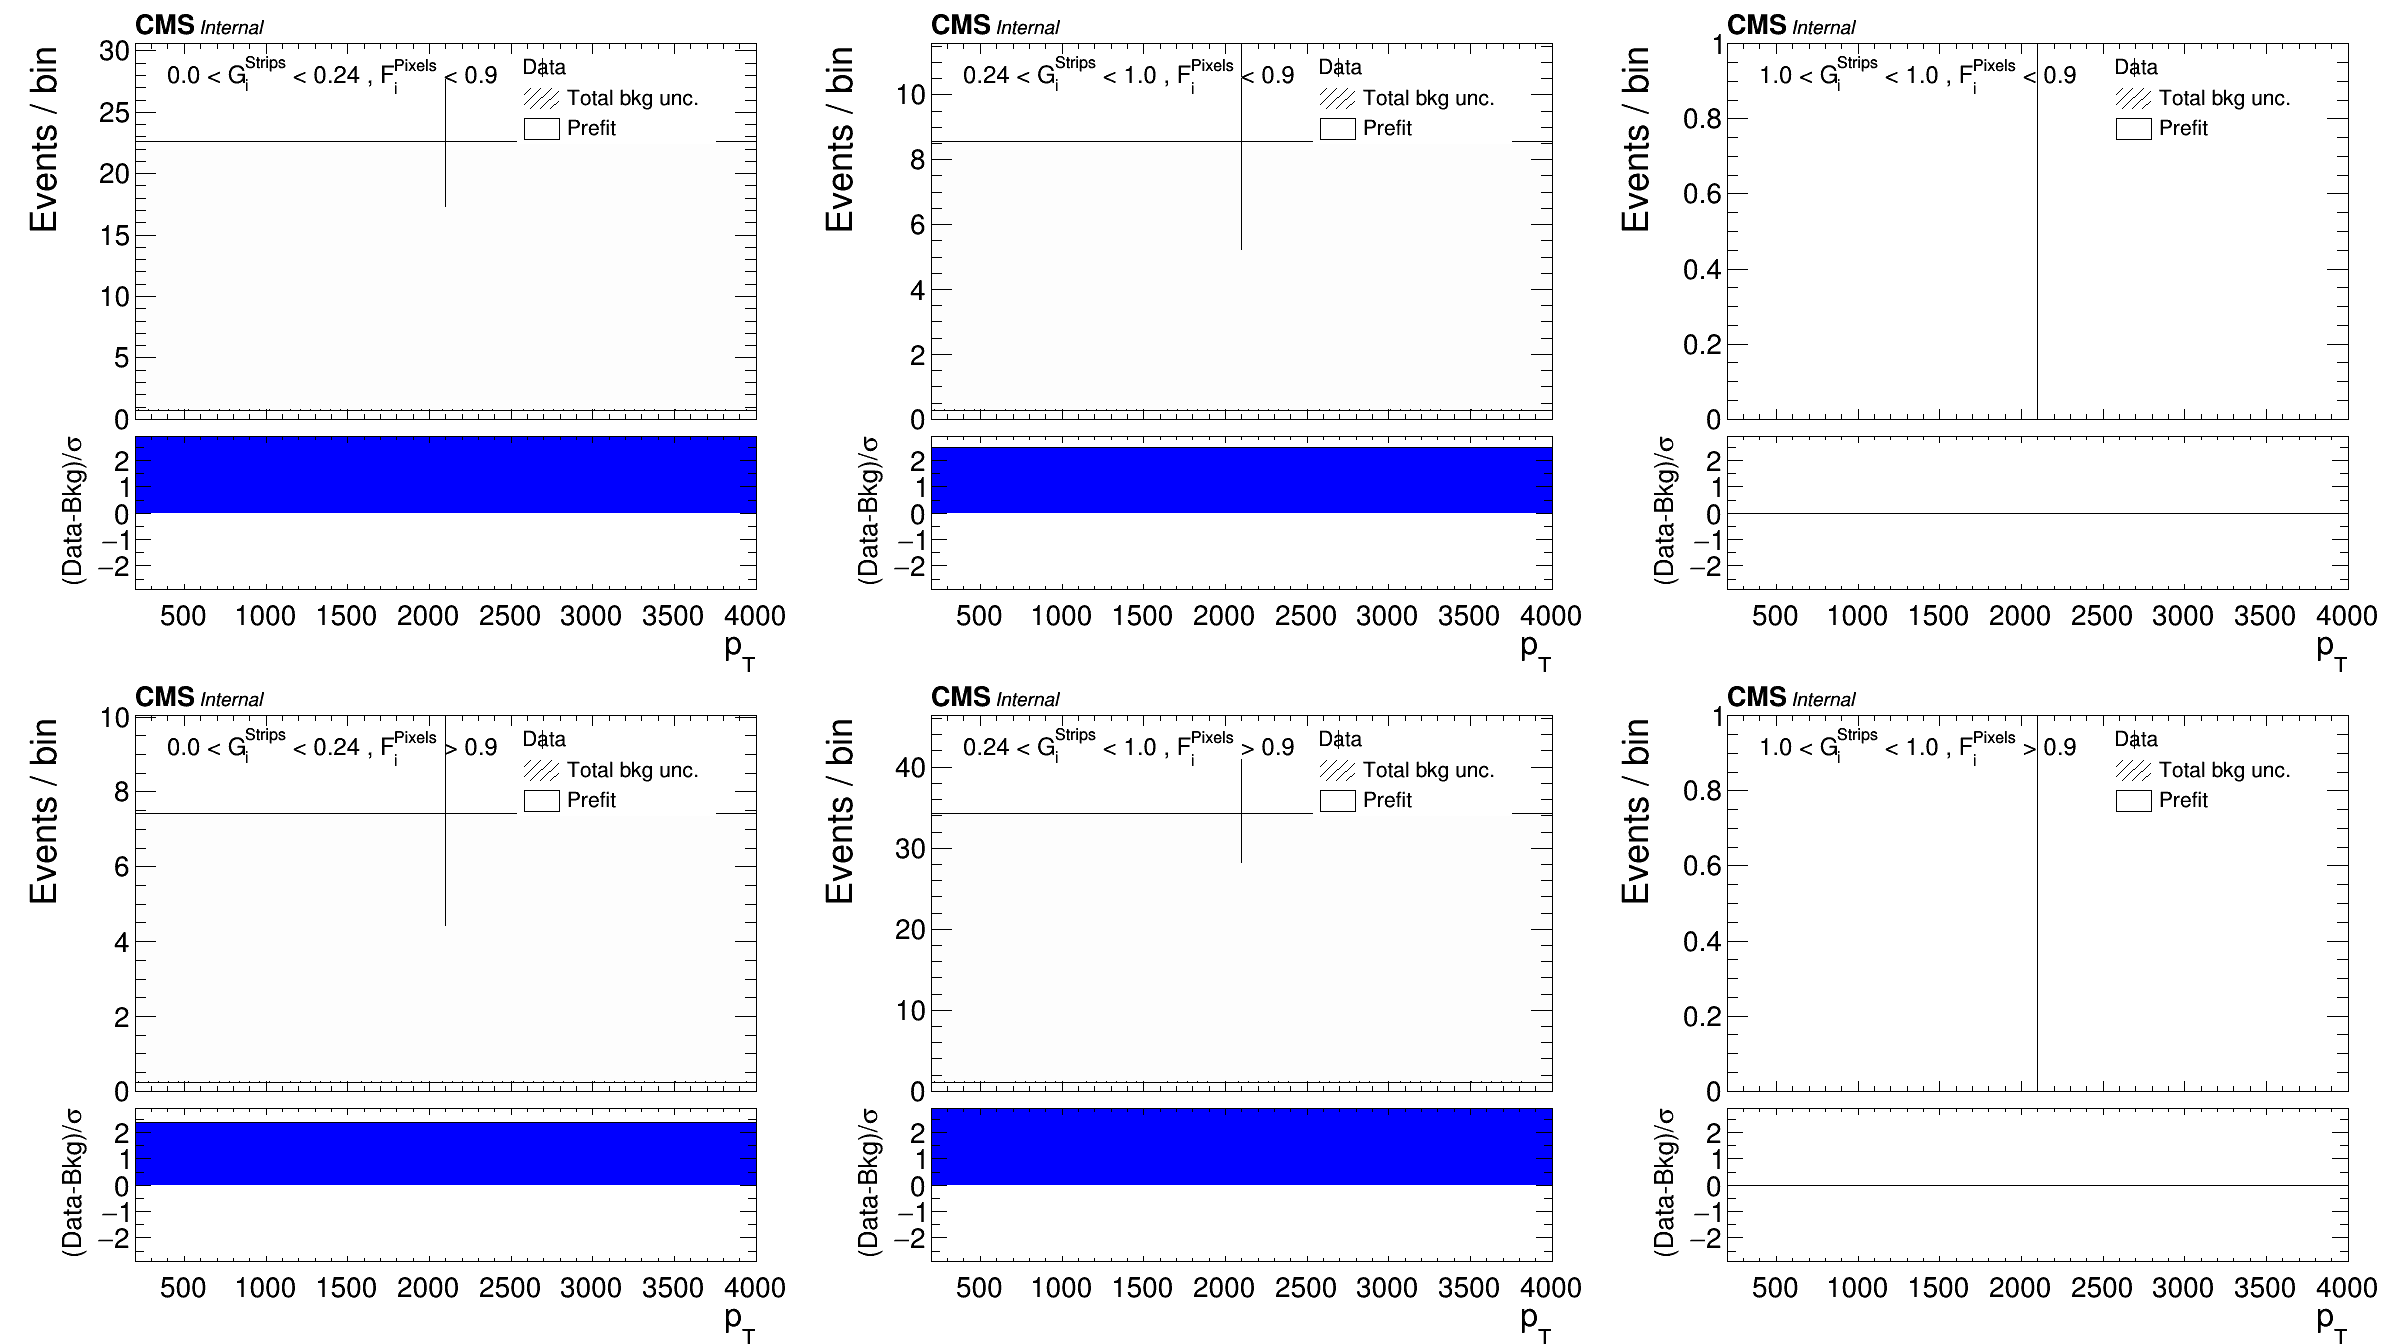 CMS Internal
Events / bin
30
25
20
15
10
5
0
0.0 < G_i^Strips < 0.24 , F_i^Pixels < 0.9
Data
Total bkg unc.
Prefit
(Data-Bkg)/σ
2
1
0
−1
−2
500 1000 1500 2000 2500 3000 3500 4000
p_T
CMS Internal
Events / bin
10
8
6
4
2
0
0.24 < G_i^Strips < 1.0 , F_i^Pixels < 0.9
Data
Total bkg unc.
Prefit
(Data-Bkg)/σ
2
1
0
−1
−2
500 1000 1500 2000 2500 3000 3500 4000
p_T
CMS Internal
Events / bin
1
0.8
0.6
0.4
0.2
0
1.0 < G_i^Strips < 1.0 , F_i^Pixels < 0.9
Data
Total bkg unc.
Prefit
(Data-Bkg)/σ
2
1
0
−1
−2
500 1000 1500 2000 2500 3000 3500 4000
p_T
CMS Internal
Events / bin
10
8
6
4
2
0
0.0 < G_i^Strips < 0.24 , F_i^Pixels > 0.9
Data
Total bkg unc.
Prefit
(Data-Bkg)/σ
2
1
0
−1
−2
500 1000 1500 2000 2500 3000 3500 4000
p_T
CMS Internal
Events / bin
40
30
20
10
0
0.24 < G_i^Strips < 1.0 , F_i^Pixels > 0.9
Data
Total bkg unc.
Prefit
(Data-Bkg)/σ
2
1
0
−1
−2
500 1000 1500 2000 2500 3000 3500 4000
p_T
CMS Internal
Events / bin
1
0.8
0.6
0.4
0.2
0
1.0 < G_i^Strips < 1.0 , F_i^Pixels > 0.9
Data
Total bkg unc.
Prefit
(Data-Bkg)/σ
2
1
0
−1
−2
500 1000 1500 2000 2500 3000 3500 4000
p_T